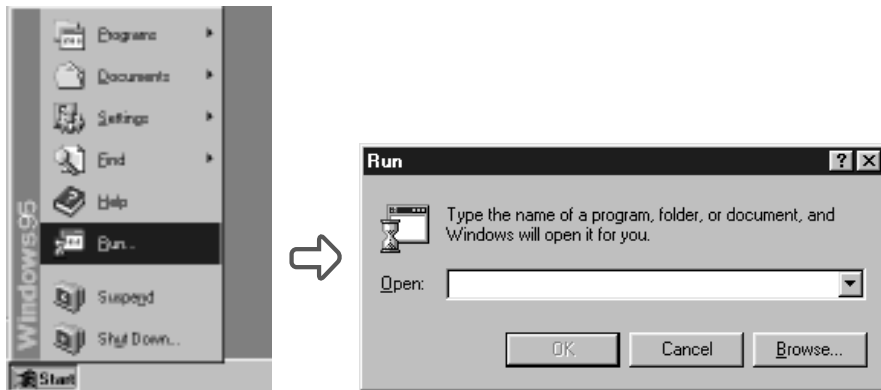 Programs
Documents
Settings
Find
Help
Run...
Suspend
Shut Down...
Windows95
Start
Run
Type the name of a program, folder, or document, and
Windows will open it for you.
Open:
OK
Cancel
Browse...